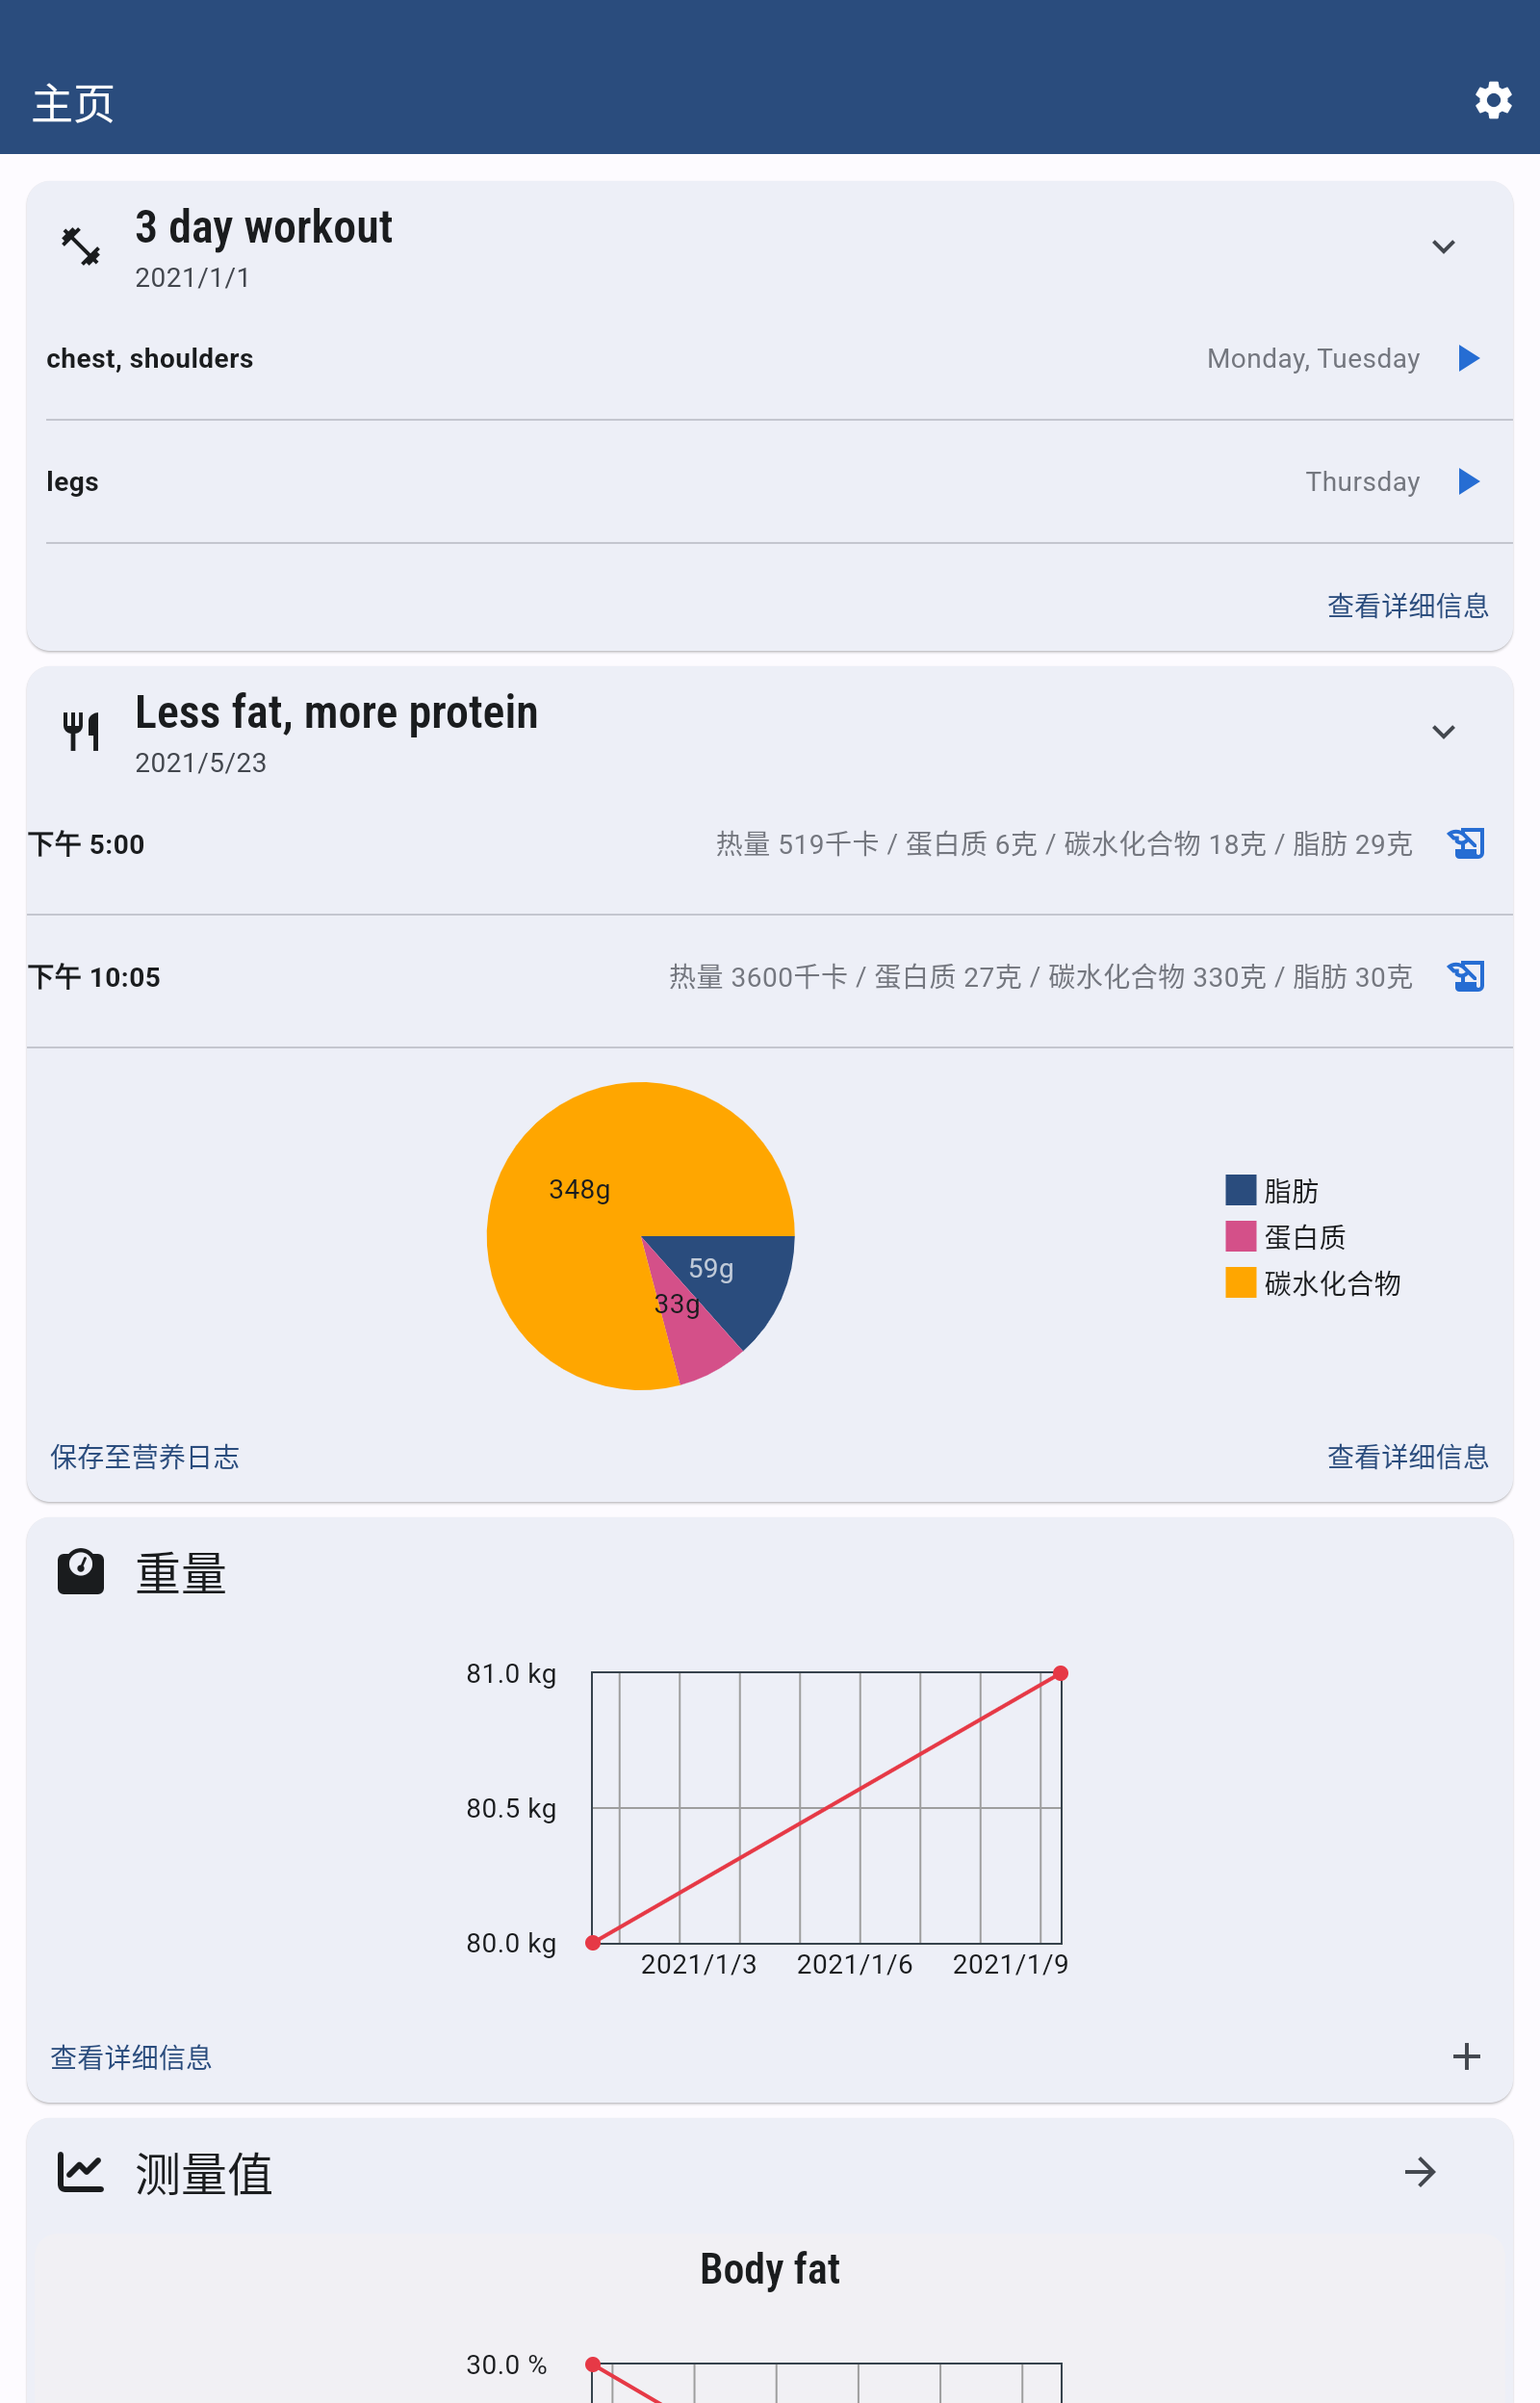 主页
3 day workout
2021/1/1
chest, shoulders
Monday, Tuesday
legs
Thursday
查看详细信息
Less fat, more protein
2021/5/23
下午 5:00
热量 519千卡 / 蛋白质 6克 / 碳水化合物 18克 / 脂肪 29克
下午 10:05
热量 3600千卡 / 蛋白质 27克 / 碳水化合物 330克 / 脂肪 30克
348g
59g
33g
脂肪
蛋白质
碳水化合物
保存至营养日志
查看详细信息
重量
81.0 kg
80.5 kg
80.0 kg
2021/1/3
2021/1/6
2021/1/9
查看详细信息
测量值
Body fat
30.0 %